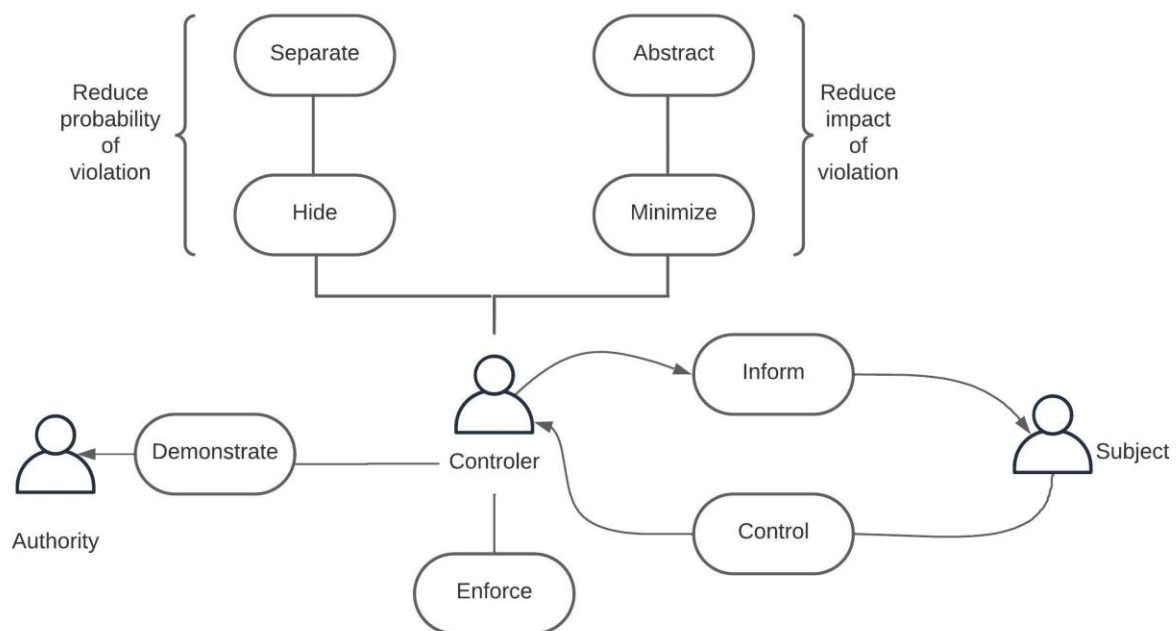 Separate
Abstract
Reduce
probability
of
violation
Reduce
impact
of
violation
Hide
Minimize
Inform
Demonstrate
Controler
Subject
Authority
Control
Enforce